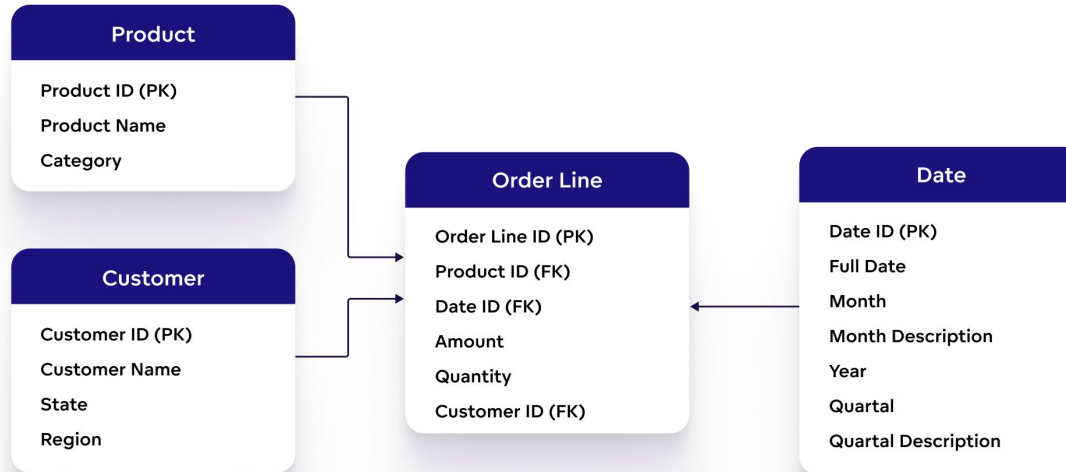 Product
Product ID (PK)
Product Name
Category
Customer
Customer ID (PK)
Customer Name
State
Region
Order Line
Order Line ID (PK)
Product ID (FK)
Date ID (FK)
Amount
Quantity
Customer ID (FK)
Date
Date ID (PK)
Full Date
Month
Month Description
Year
Quartal
Quartal Description